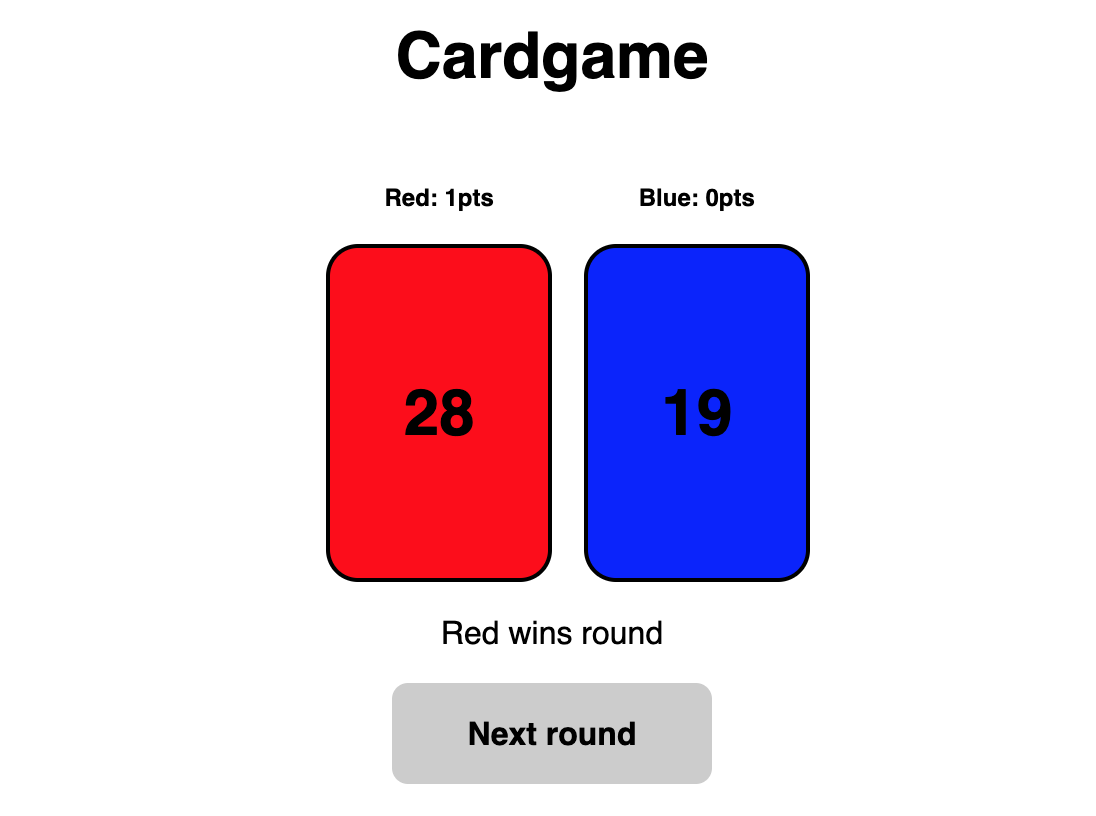 Cardgame
Red: 1pts
Blue: 0pts
28
19
Red wins round
Next round